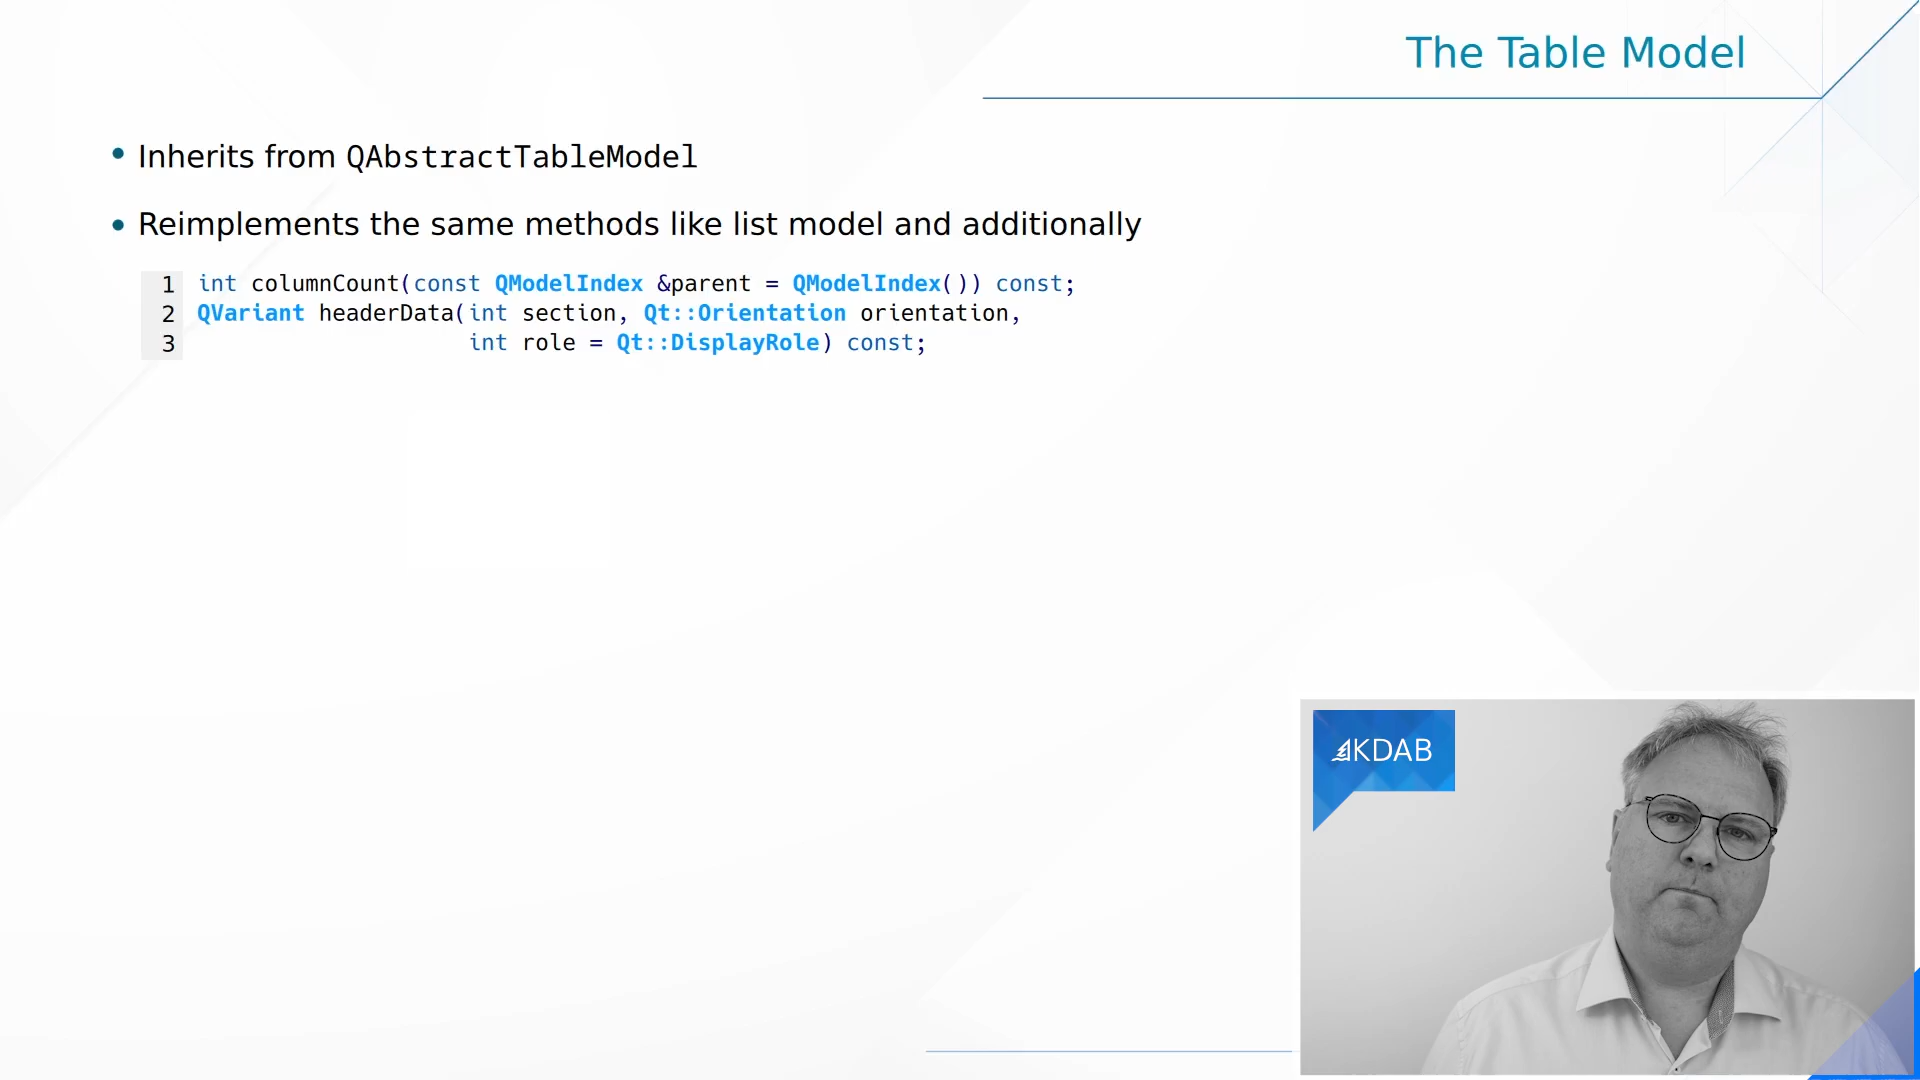 The Table Model
Inherits from QAbstractTableModel
Reimplements the same methods like list model and additionally
1 int columnCount(const QModelIndex &parent = QModelIndex()) const;
2 QVariant headerData(int section, Qt::Orientation orientation,
3 int role = Qt::DisplayRole) const;
KDAB